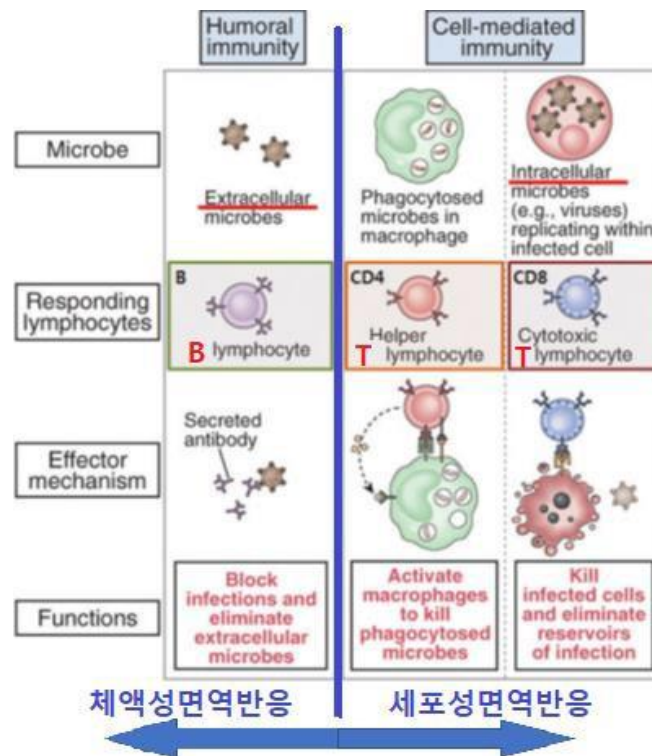 Humoral
immunity
Cell-mediated
immunity
Microbe
Extracellular
microbes
Phagocytosed
microbes in
macrophage
Intracellular
microbes
(e.g., viruses)
replicating within
infected cell
Responding
lymphocytes
B
B lymphocyte
CD4
Helper
T lymphocyte
CD8
Cytotoxic
T lymphocyte
Effector
mechanism
Secreted
antibody
Functions
Block
infections and
eliminate
extracellular
microbes
Activate
macrophages
to kill
phagocytosed
microbes
Kill
infected cells
and eliminate
reservoirs
of infection
체액성면역반응
세포성면역반응